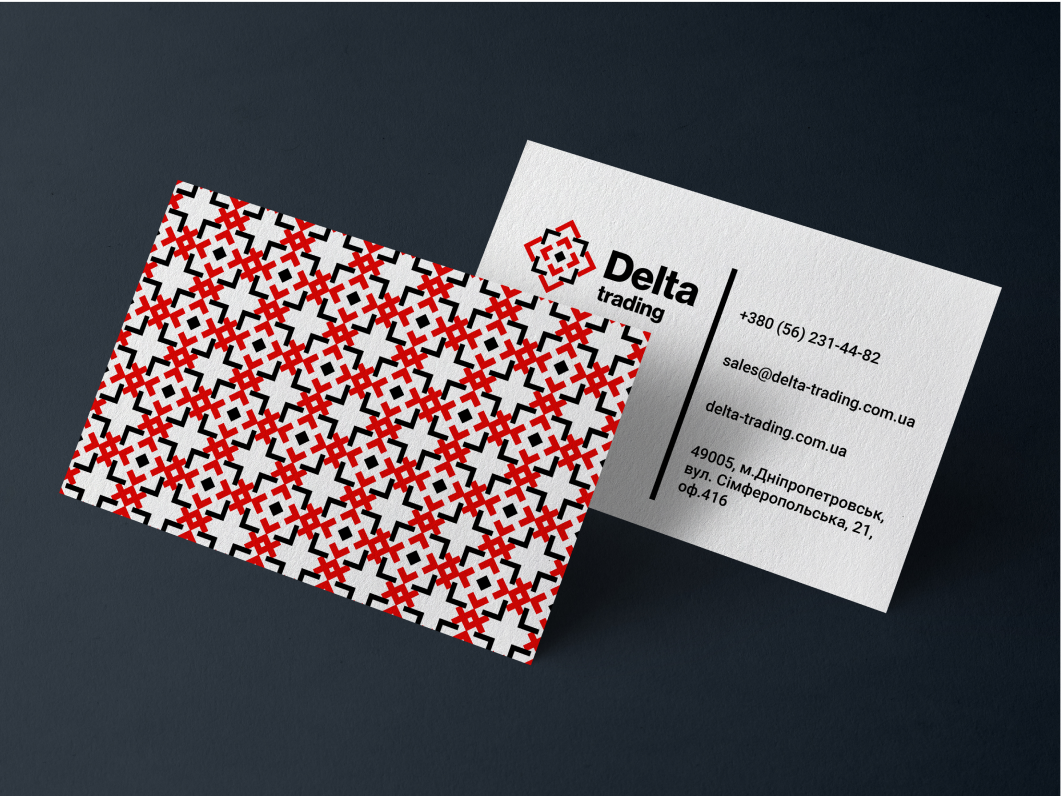 Delta
trading
+380 (56) 231-44-82
sales@delta-trading.com.ua
delta-trading.com.ua
49005, м.Дніпропетровськ,
вул. Сімферопольська, 21,
оф.416